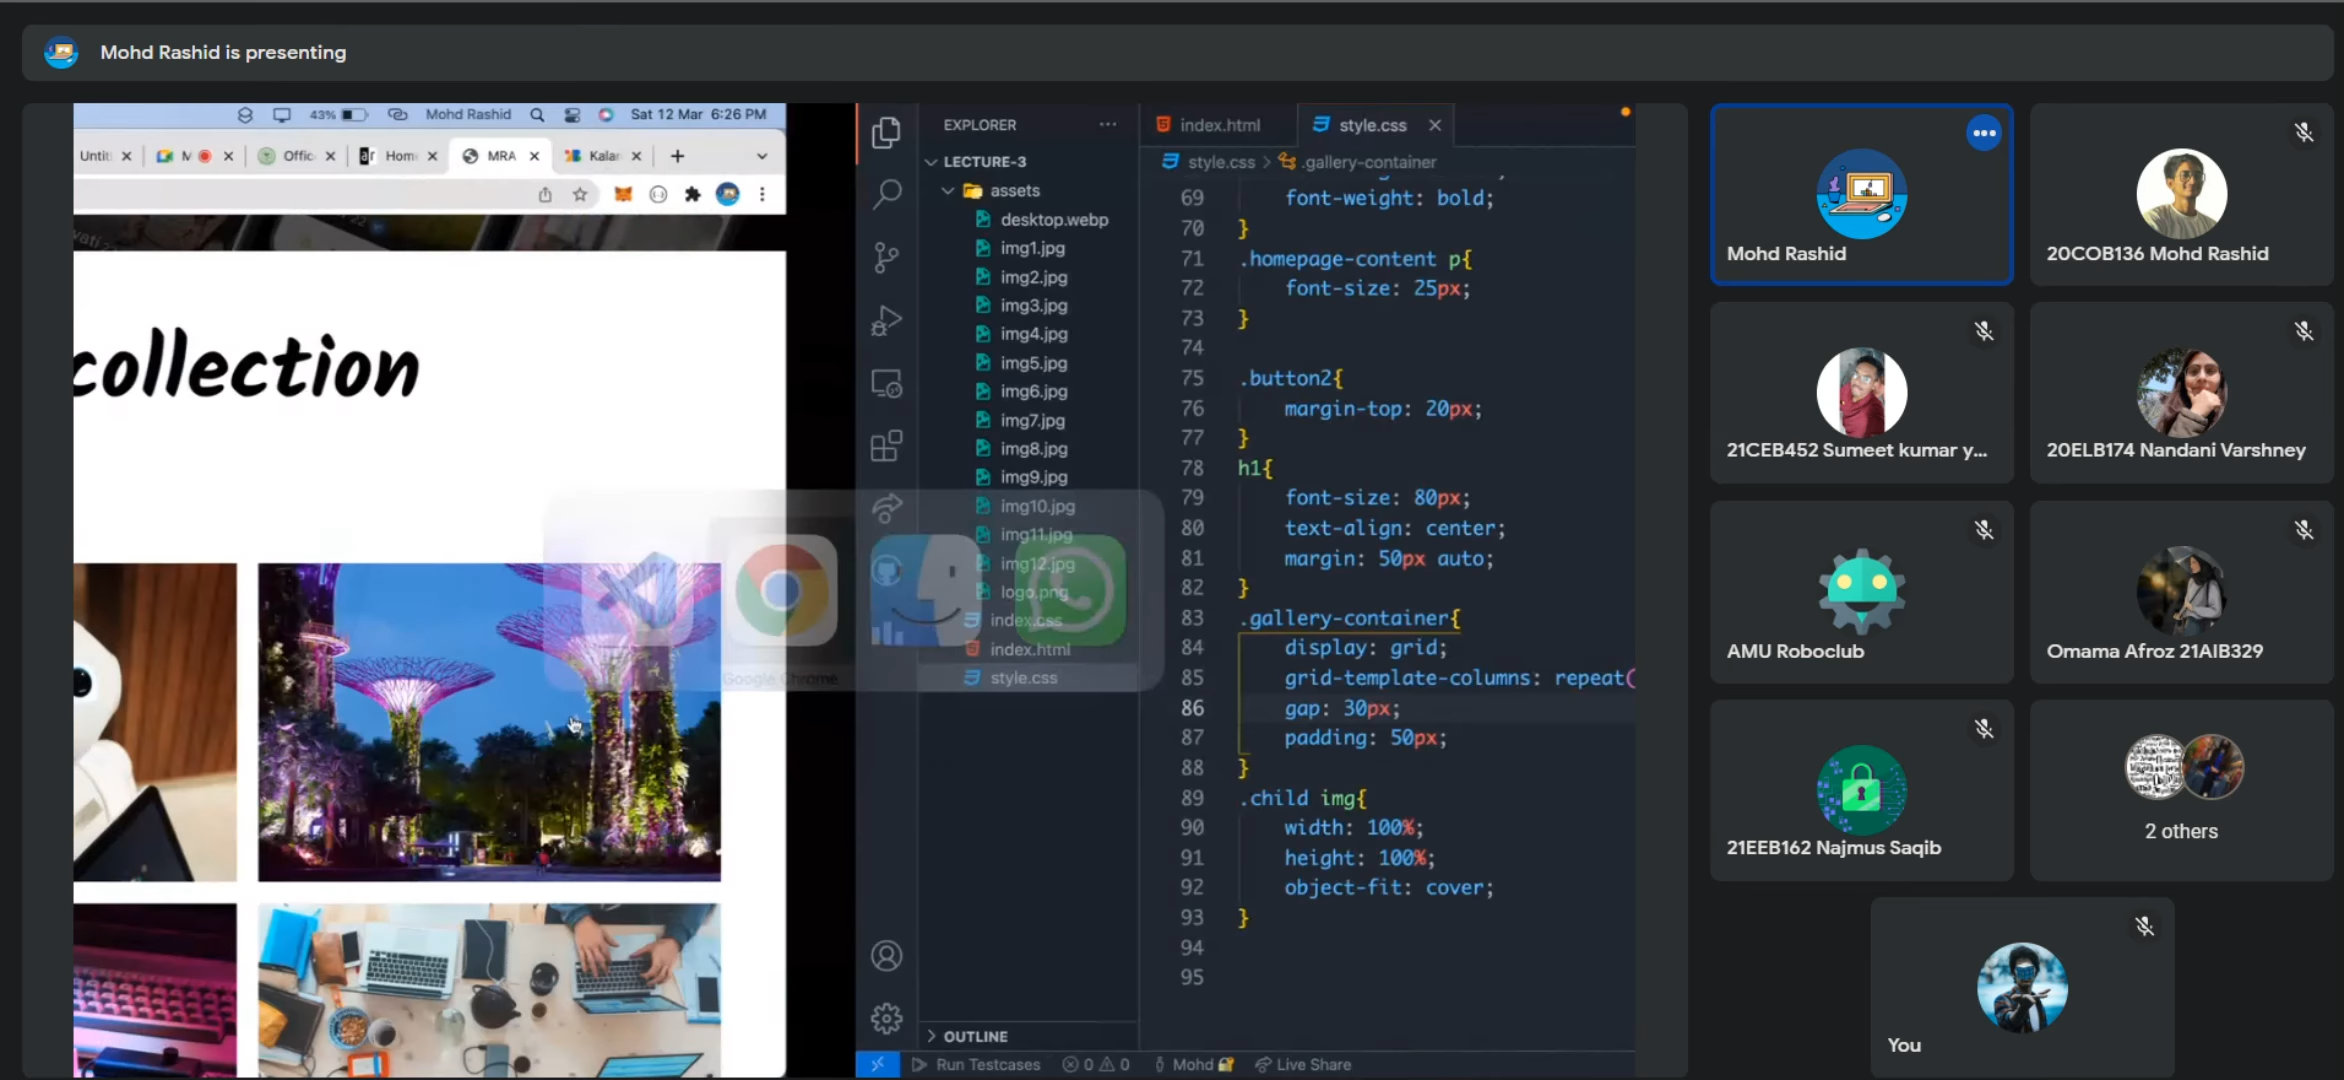 Mohd Rashid is presenting
43% Mohd Rashid Sat 12 Mar 6:26 PM
Untit M Offic Hom MRA Kalar
collection
Google Chrome
EXPLORER
LECTURE-3
assets
desktop.webp
img1.jpg
img2.jpg
img3.jpg
img4.jpg
img5.jpg
img6.jpg
img7.jpg
img8.jpg
img9.jpg
img10.jpg
img11.jpg
img12.jpg
logo.png
index.css
index.html
style.css
OUTLINE
index.html style.css
style.css > .gallery-container
69 font-weight: bold;
70 }
71 .homepage-content p{
72 font-size: 25px;
73 }
74
75 .button2{
76 margin-top: 20px;
77 }
78 h1{
79 font-size: 80px;
80 text-align: center;
81 margin: 50px auto;
82 }
83 .gallery-container{
84 display: grid;
85 grid-template-columns: repeat(
86 gap: 30px;
87 padding: 50px;
88 }
89 .child img{
90 width: 100%;
91 height: 100%;
92 object-fit: cover;
93 }
94
95
Run Testcases 0 0 Mohd Live Share
Mohd Rashid
20COB136 Mohd Rashid
21CEB452 Sumeet kumar y...
20ELB174 Nandani Varshney
AMU Roboclub
Omama Afroz 21AIB329
21EEB162 Najmus Saqib
2 others
You